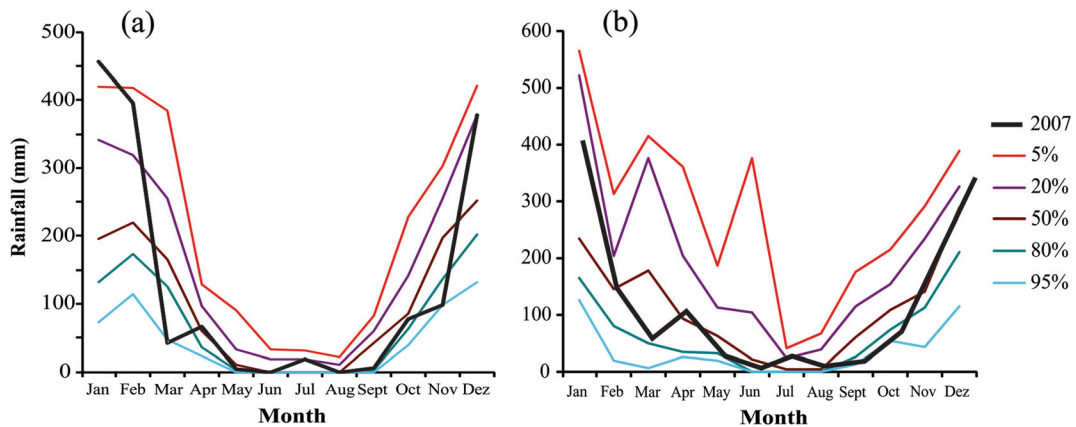 (a)
500
400
300
200
100
0
Rainfall (mm)
Jan Feb Mar Apr May Jun Jul Aug Sept Oct Nov Dez
Month
(b)
600
500
400
300
200
100
0
Jan Feb Mar Apr May Jun Jul Aug Sept Oct Nov Dez
Month
2007
5%
20%
50%
80%
95%